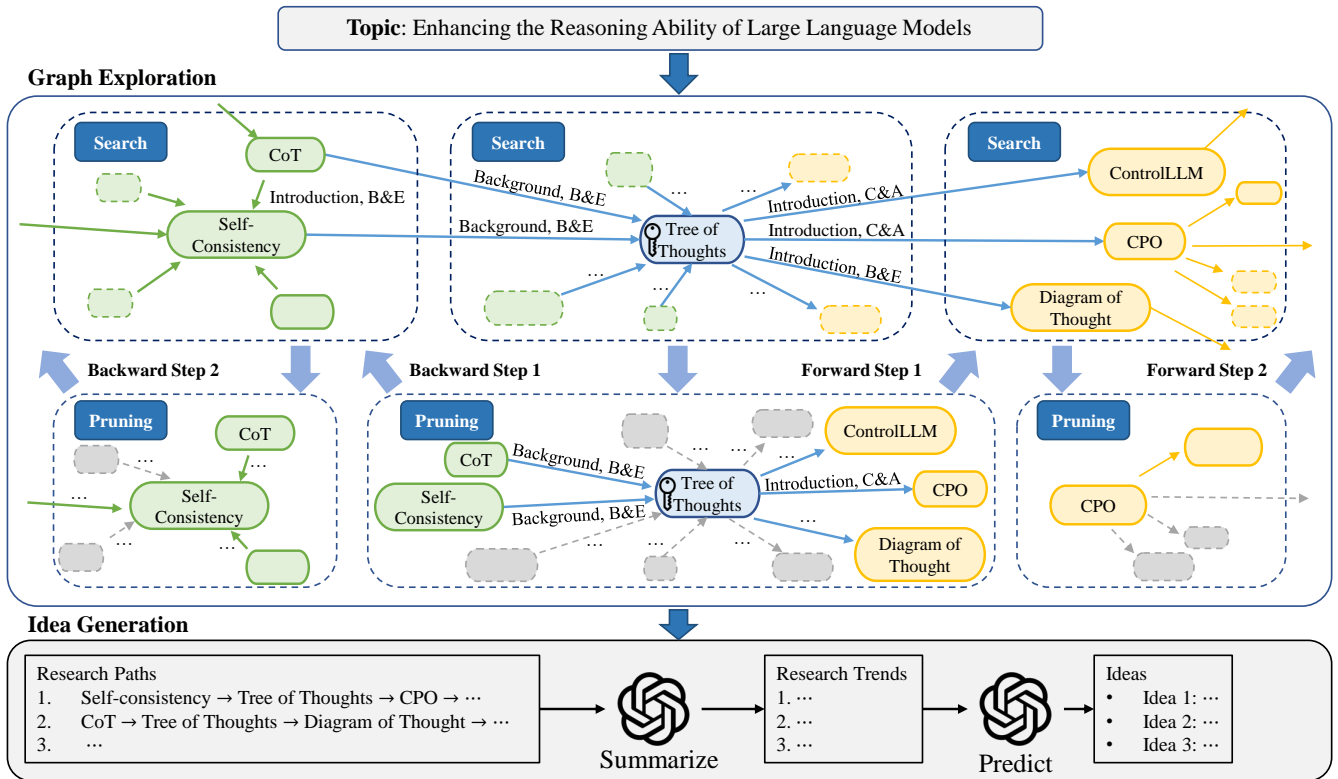 Topic: Enhancing the Reasoning Ability of Large Language Models
Graph Exploration
Search
CoT
Introduction, B&E
Self-
Consistency
Background, B&E
Background, B&E
Search
...
...
Tree of
Thoughts
...
...
...
Introduction, C&A
Introduction, C&A
Introduction, B&E
Search
ControlLLM
CPO
Diagram of
Thought
Backward Step 2
Backward Step 1
Forward Step 1
Forward Step 2
Pruning
CoT
...
...
...
Self-
Consistency
...
...
Pruning
CoT
Background, B&E
Self-
Consistency
Background, B&E
...
...
...
Tree of
Thoughts
...
...
...
...
Introduction, C&A
ControlLLM
CPO
Diagram of
Thought
Pruning
CPO
Idea Generation
Research Paths
1. Self-consistency → Tree of Thoughts → CPO → ···
2. CoT → Tree of Thoughts → Diagram of Thought → ···
3. ···
Summarize
Research Trends
1. ···
2. ···
3. ···
Predict
Ideas
• Idea 1: ···
• Idea 2: ···
• Idea 3: ···